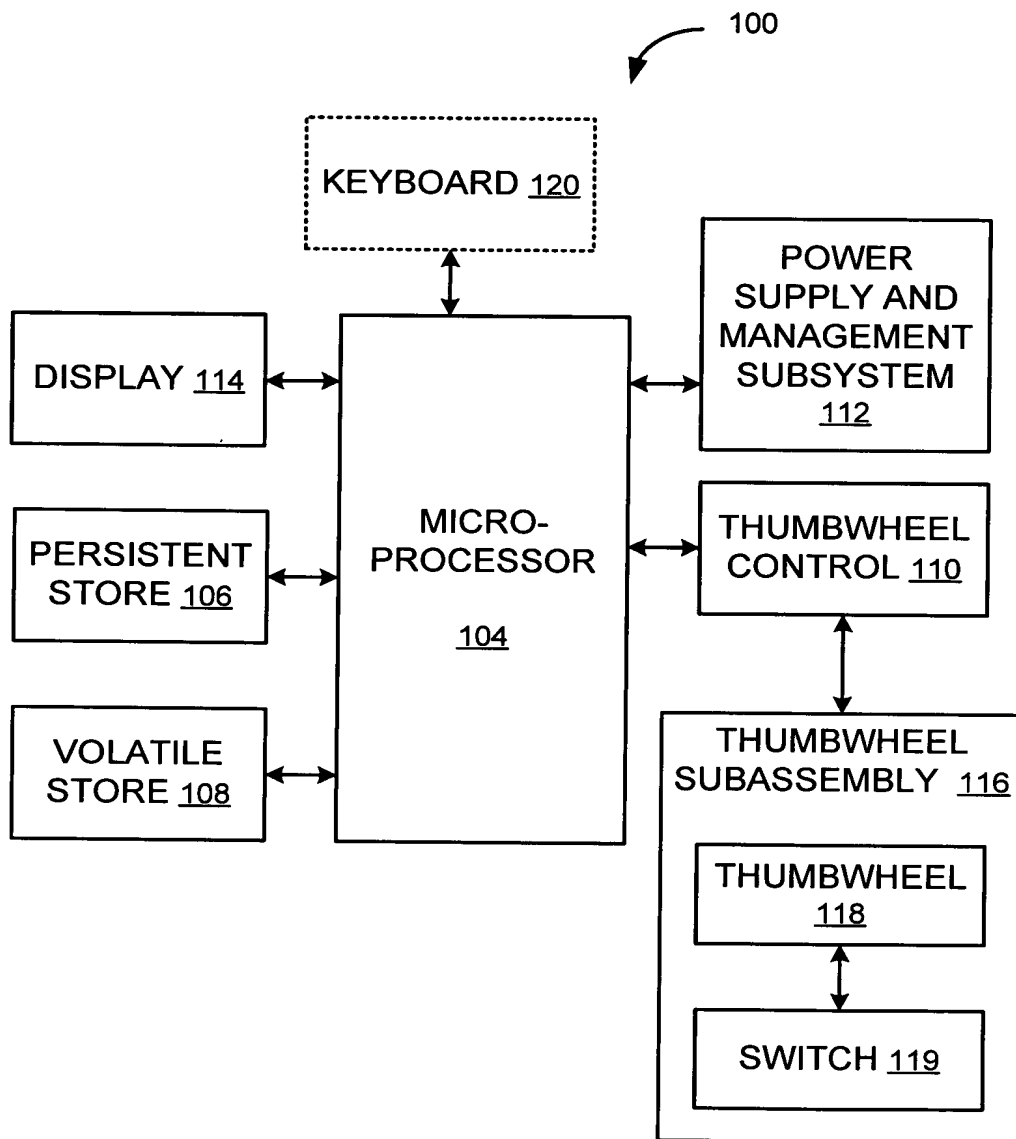 100
KEYBOARD 120
POWER
SUPPLY AND
MANAGEMENT
SUBSYSTEM
112
DISPLAY 114
MICRO-
PROCESSOR
104
THUMBWHEEL
CONTROL 110
PERSISTENT
STORE 106
VOLATILE
STORE 108
THUMBWHEEL
SUBASSEMBLY 116
THUMBWHEEL
118
SWITCH 119